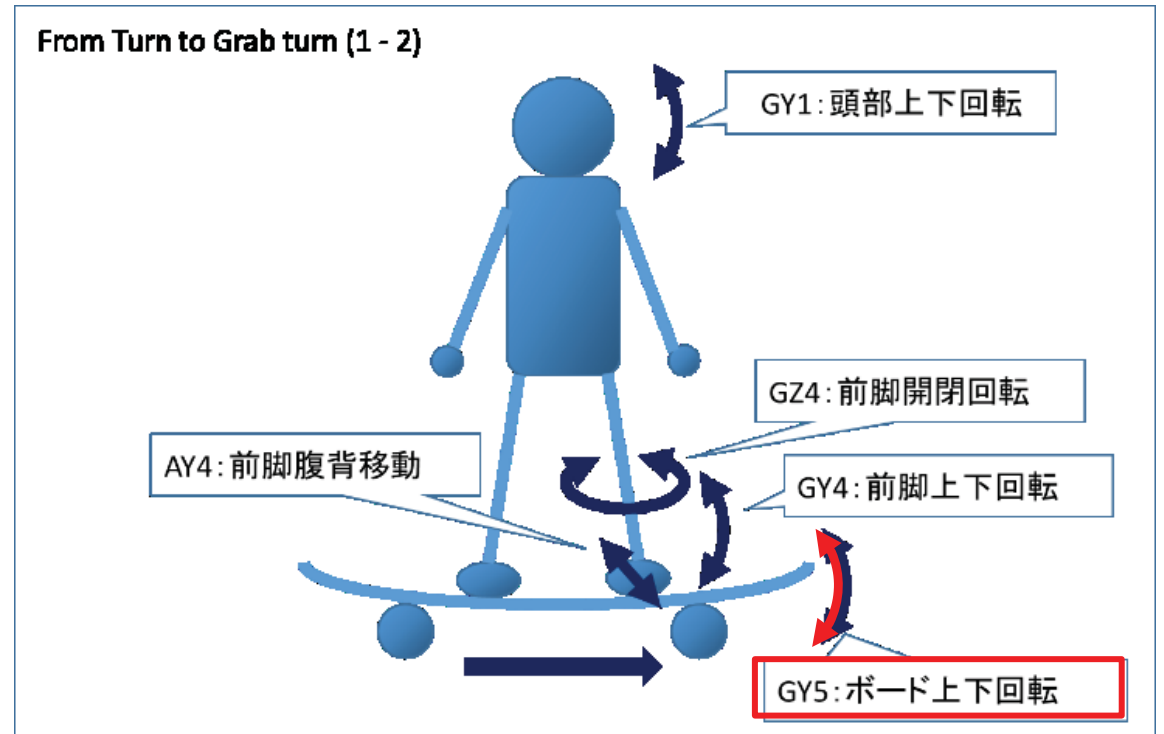 From Turn to Grab turn (1 - 2)
GY1：頭部上下回転
GZ4：前脚開閉回転
AY4：前脚腹背移動
GY4：前脚上下回転
GY5：ボード上下回転